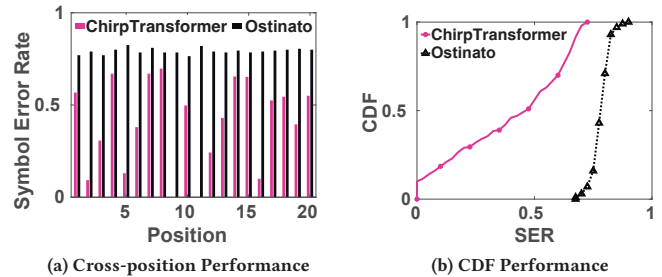 ChirpTransformer Ostinato
Symbol Error Rate
1
0.5
0
5 10 15 20
Position
(a) Cross-position Performance
ChirpTransformer
Ostinato
CDF
1
0.5
0
0 0.5 1
SER
(b) CDF Performance